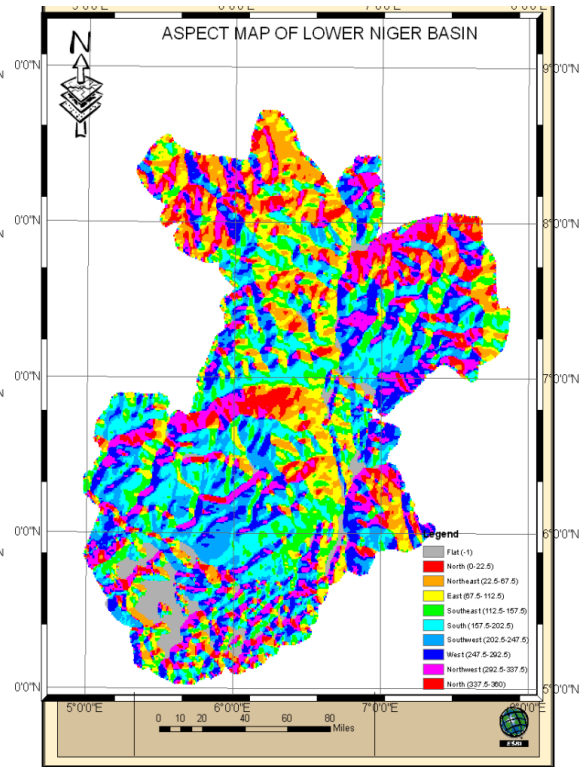 ASPECT MAP OF LOWER NIGER BASIN
N
0'0"N
9°0'0"N
0'0"N
8°0'0"N
0'0"N
7°0'0"N
0'0"N
6°0'0"N
Legend
Flat (-1)
North (0-22.5)
Northeast (22.5-67.5)
East (67.5-112.5)
Southeast (112.5-157.5)
South (157.5-202.5)
Southwest (202.5-247.5)
West (247.5-292.5)
Northwest (292.5-337.5)
North (337.5-360)
0'0"N
5°0'0"N
5°0'0"E
6°0'0"E
7°0'0"E
8°0'0"E
0 10 20 40 60 80
Miles
ESRI